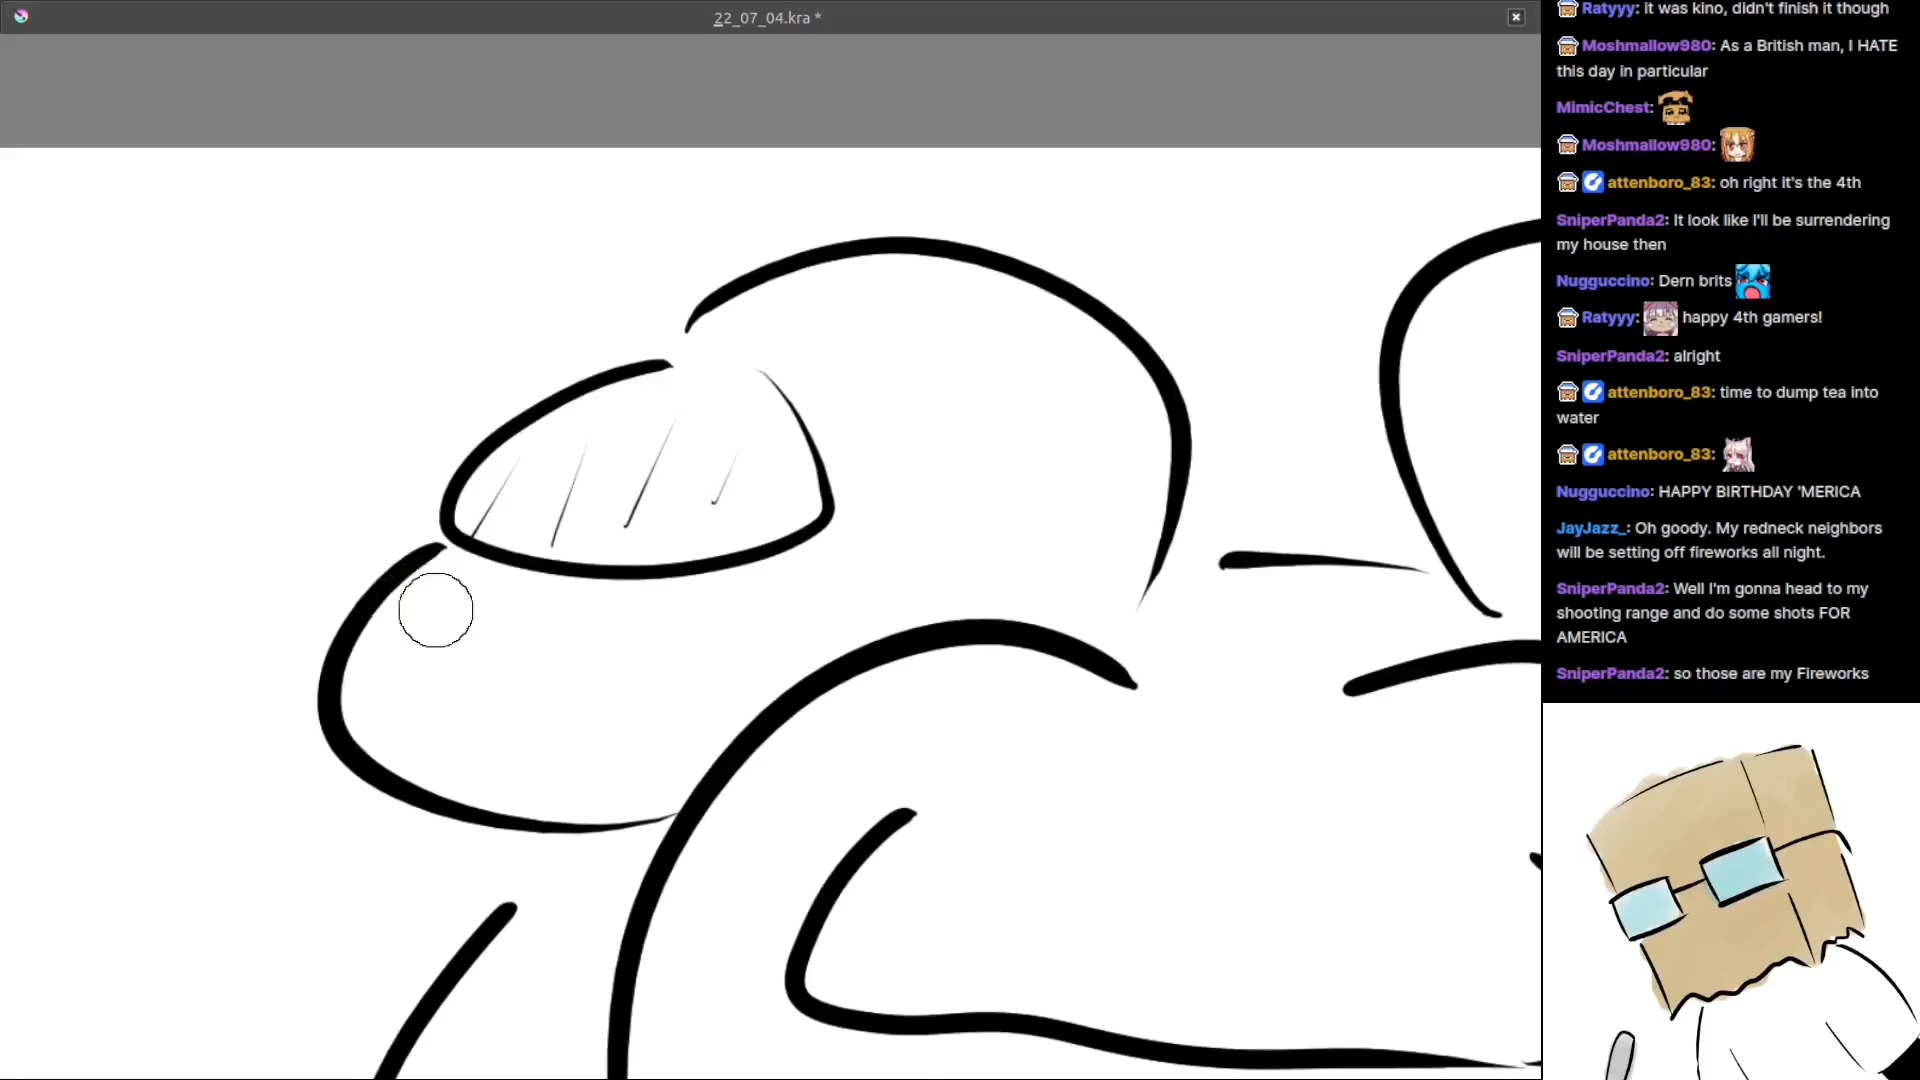 22_07_04.kra *
Ratyyy: it was kino, didn't finish it though
Moshmallow980: As a British man, I HATE
this day in particular
MimicChest:
Moshmallow980:
attenboro_83: oh right it's the 4th
SniperPanda2: It look like I'll be surrendering
my house then
Nugguccino: Dern brits
Ratyyy: happy 4th gamers!
SniperPanda2: alright
attenboro_83: time to dump tea into
water
attenboro_83:
Nugguccino: HAPPY BIRTHDAY 'MERICA
JayJazz_: Oh goody. My redneck neighbors
will be setting off fireworks all night.
SniperPanda2: Well I'm gonna head to my
shooting range and do some shots FOR
AMERICA
SniperPanda2: so those are my Fireworks